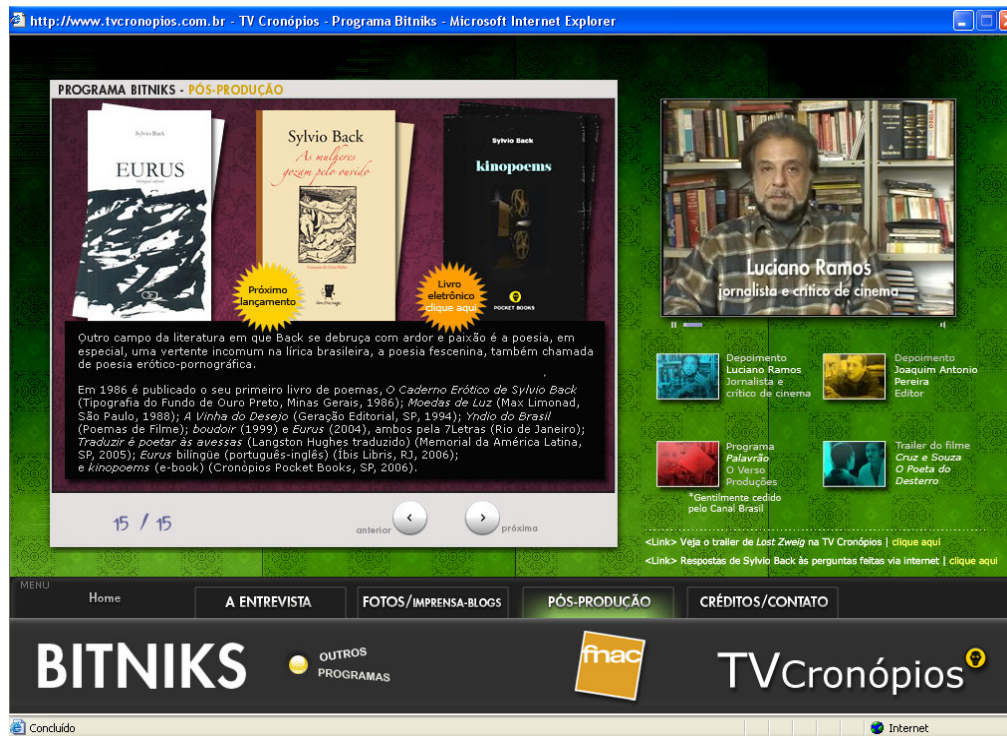 http://www.tvcronopios.com.br - TV Cronópios - Programa Bitniks - Microsoft Internet Explorer
PROGRAMA BITNIKS - PÓS-PRODUÇÃO
Sylvio Back
EURUS
Sylvio Back
As mulheres
gozam pelo ouvido
Sylvio Back
kinopoems
POCKET BOOKS
Próximo
lançamento
Livro
eletrônico
clique aqui
Outro campo da literatura em que Back se debruça com ardor e paixão é a poesia, em
especial, uma vertente incomum na lírica brasileira, a poesia fescenina, também chamada
de poesia erótico-pornográfica.
Em 1986 é publicado o seu primeiro livro de poemas, O Caderno Erótico de Sylvio Back
(Tipografia do Fundo de Ouro Preto, Minas Gerais, 1986); Moedas de Luz (Max Limonad,
São Paulo, 1988); A Vinha do Desejo (Geração Editorial, SP, 1994); Yndio do Brasil
(Poemas de Filme); boudoir (1999) e Eurus (2004), ambos pela 7Letras (Rio de Janeiro);
Traduzir é poetar às avessas (Langston Hughes traduzido) (Memorial da América Latina,
SP, 2005); Eurus bilíngüe (português-inglês) (Íbis Libris, RJ, 2006);
e kinopoems (e-book) (Cronópios Pocket Books, SP, 2006).
15 / 15
anterior
próxima
Luciano Ramos
jornalista e crítico de cinema
Depoimento
Luciano Ramos
Jornalista e
crítico de cinema
Depoimento
Joaquim Antonio
Pereira
Editor
Programa
Palavrão
O Verso
Produções
*Gentilmente cedido
pelo Canal Brasil
Trailer do filme
Cruz e Souza
O Poeta do
Desterro
<Link> Veja o trailer de Lost Zweig na TV Cronópios | clique aqui
<Link> Respostas de Sylvio Back às perguntas feitas via internet | clique aqui
MENU
Home
A ENTREVISTA
FOTOS/IMPRENSA-BLOGS
PÓS-PRODUÇÃO
CRÉDITOS/CONTATO
BITNIKS
OUTROS
PROGRAMAS
fnac
TVCronópios
Concluído
Internet